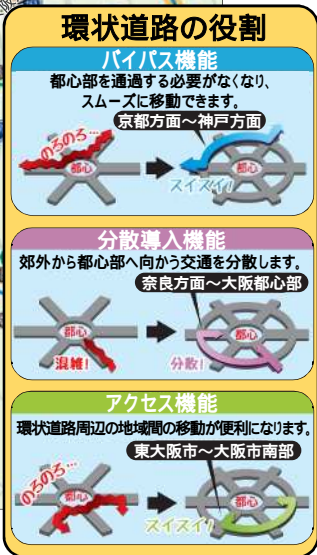 環状道路の役割
バイパス機能
都心部を通過する必要がなくなり、
スムーズに移動できます。
京都方面～神戸方面
のろのろ…
都心
都心
スイスイ!
分散導入機能
郊外から都心部へ向かう交通を分散します。
奈良方面～大阪都心部
都心
混雑!
都心
分散!
アクセス機能
環状道路周辺の地域間の移動が便利になります。
東大阪市～大阪市南部
のろのろ…
都心
都心
スイスイ!